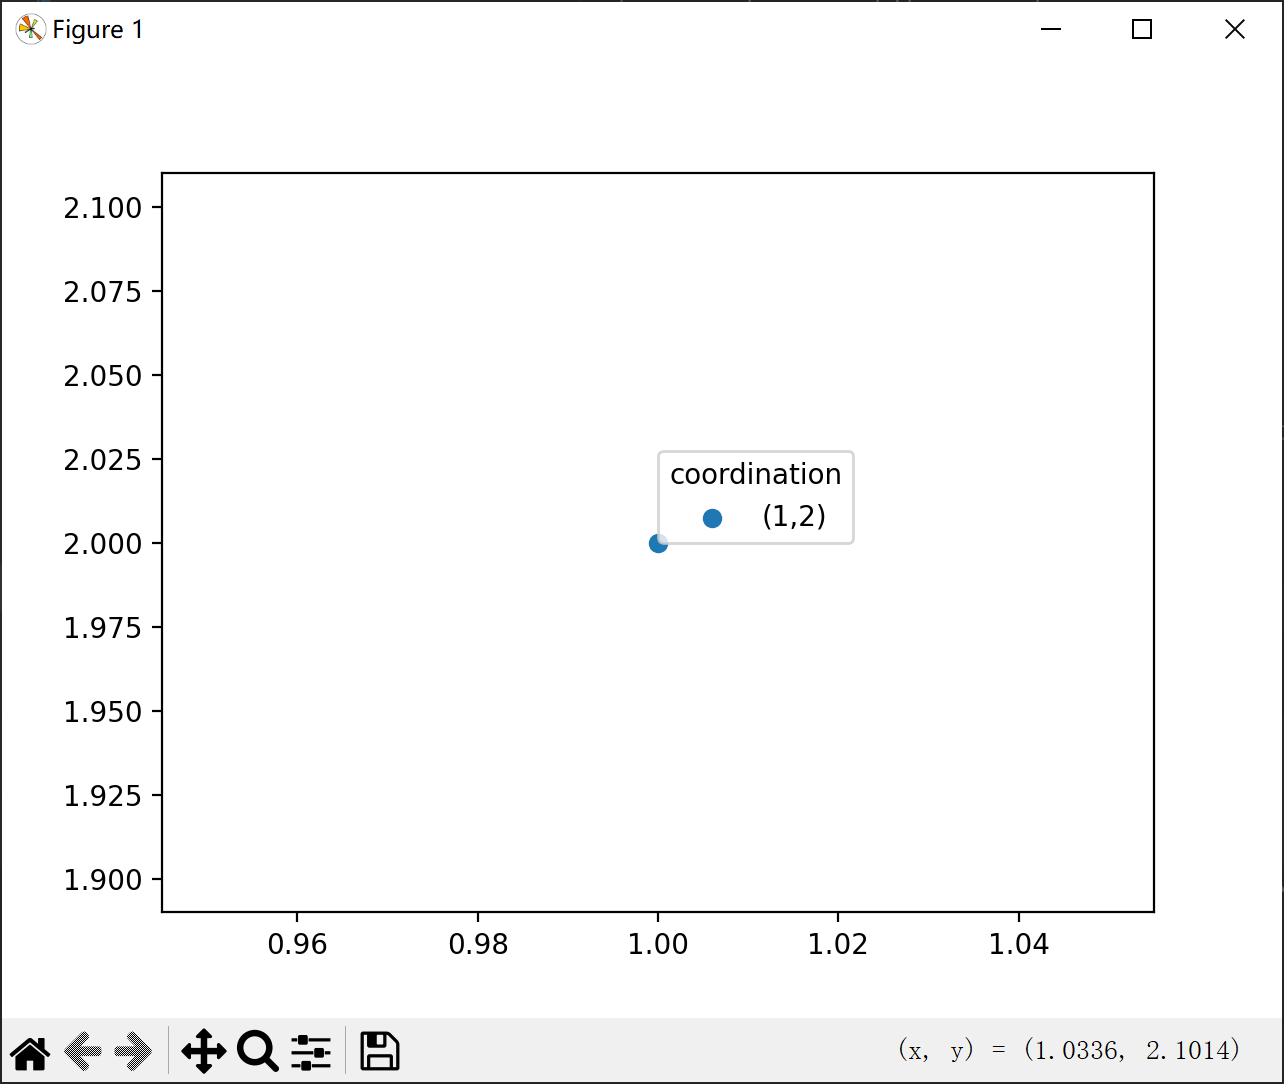 Figure 1
2.100
2.075
2.050
2.025
2.000
1.975
1.950
1.925
1.900
coordination
(1,2)
0.96 0.98 1.00 1.02 1.04
(x, y) = (1.0336, 2.1014)